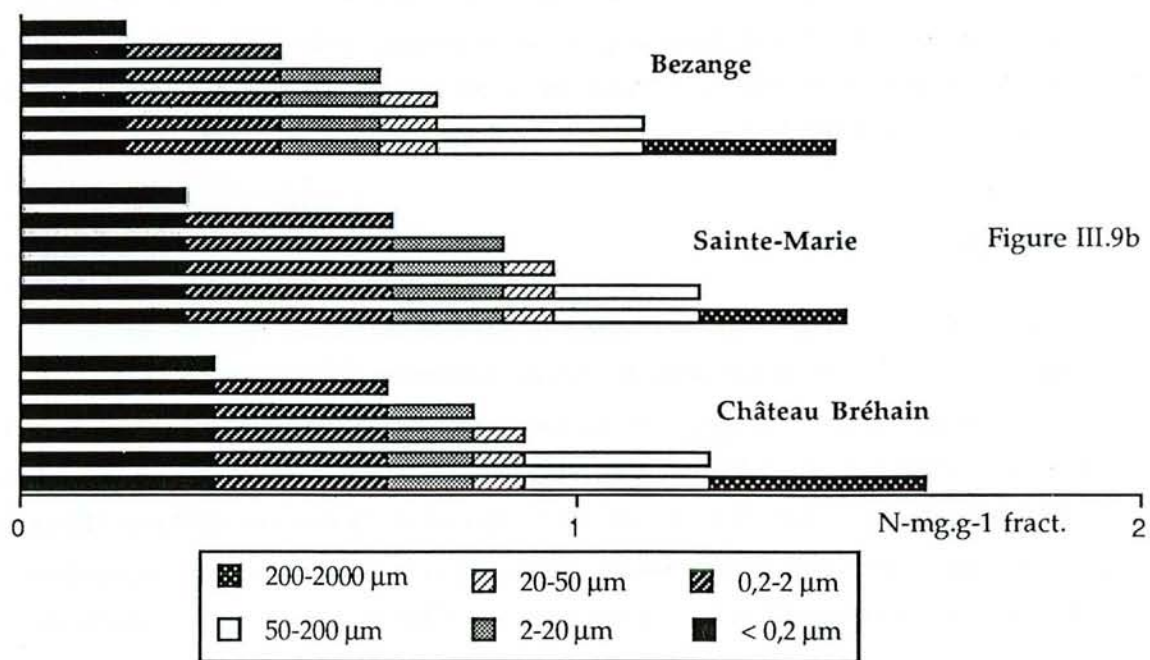 Bezange
Sainte-Marie
Figure III.9b
Château Bréhain
0
1
N-mg.g-1 fract.
2
200-2000 µm
20-50 µm
0,2-2 µm
50-200 µm
2-20 µm
< 0,2 µm